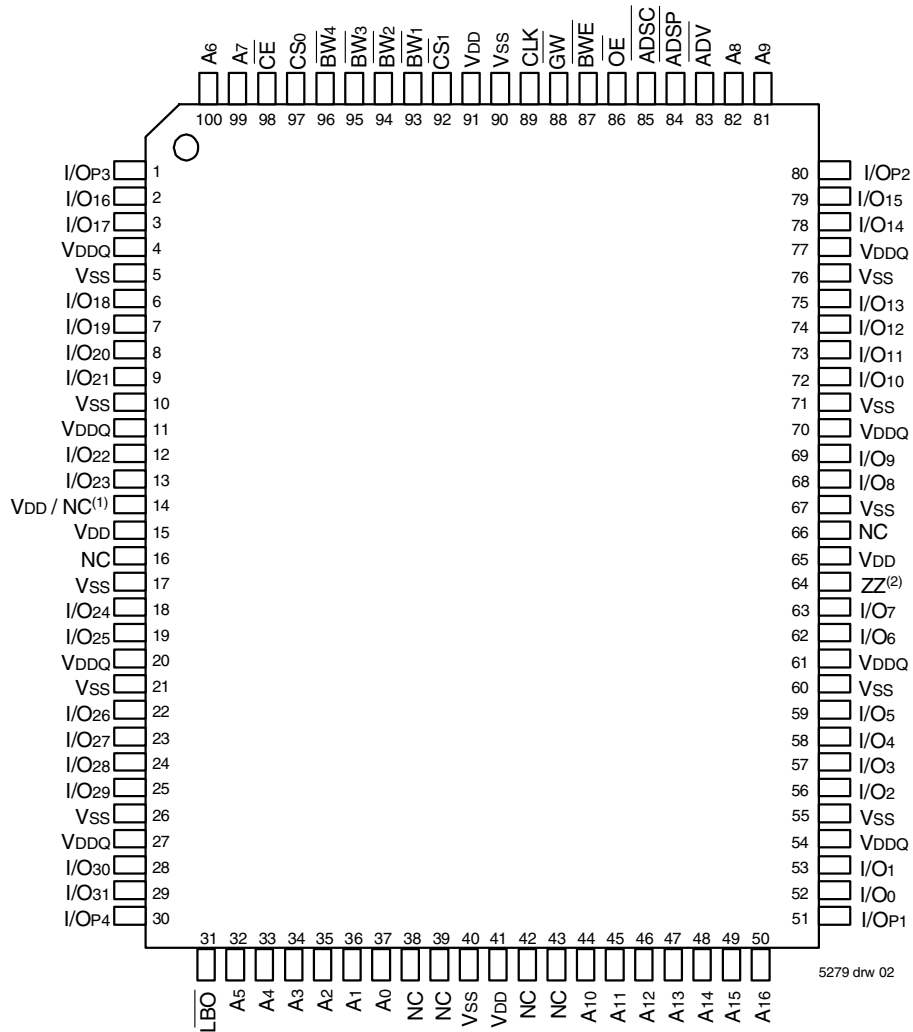 A6 A7 CE CS0 BW4 BW3 BW2 BW1 CS1 VDD VSS CLK GW BWE OE ADSC ADSP ADV A8 A9
100 99 98 97 96 95 94 93 92 91 90 89 88 87 86 85 84 83 82 81
I/OP3 1 80 I/OP2
I/O16 2 79 I/O15
I/O17 3 78 I/O14
VDDQ 4 77 VDDQ
VSS 5 76 VSS
I/O18 6 75 I/O13
I/O19 7 74 I/O12
I/O20 8 73 I/O11
I/O21 9 72 I/O10
VSS 10 71 VSS
VDDQ 11 70 VDDQ
I/O22 12 69 I/O9
I/O23 13 68 I/O8
VDD / NC(1) 14 67 VSS
VDD 15 66 NC
NC 16 65 VDD
VSS 17 64 ZZ(2)
I/O24 18 63 I/O7
I/O25 19 62 I/O6
VDDQ 20 61 VDDQ
VSS 21 60 VSS
I/O26 22 59 I/O5
I/O27 23 58 I/O4
I/O28 24 57 I/O3
I/O29 25 56 I/O2
VSS 26 55 VSS
VDDQ 27 54 VDDQ
I/O30 28 53 I/O1
I/O31 29 52 I/O0
I/OP4 30 51 I/OP1
31 32 33 34 35 36 37 38 39 40 41 42 43 44 45 46 47 48 49 50
LBO A5 A4 A3 A2 A1 A0 NC NC VSS VDD NC NC A10 A11 A12 A13 A14 A15 A16
5279 drw 02